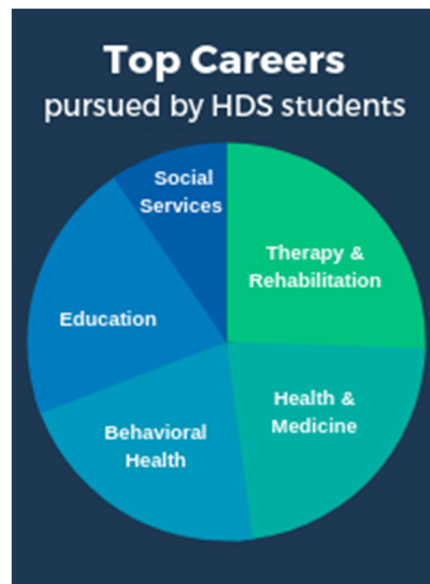 Top Careers
pursued by HDS students
Social
Services
Therapy &
Rehabilitation
Education
Health &
Medicine
Behavioral
Health